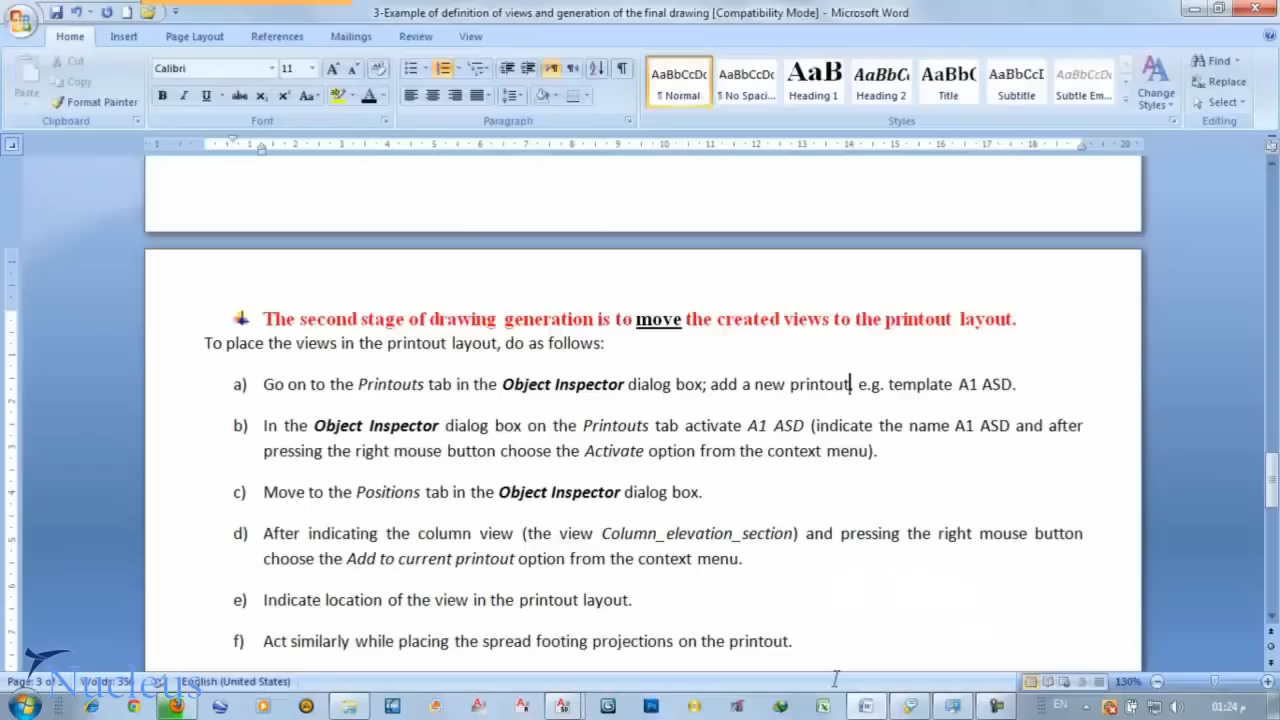 3-Example of definition of views and generation of the final drawing [Compatibility Mode] - Microsoft Word
Home Insert Page Layout References Mailings Review View
Cut
Copy
Paste
Format Painter
Clipboard
Calibri 11
Font
Paragraph
AaBbCcDc AaBbCcDc AaB AaBbCc AaBb( AaBbCcI AaBbCcDc
¶ Normal ¶ No Spaci... Heading 1 Heading 2 Title Subtitle Subtle Em...
Change Styles
Styles
Find
Replace
Select
Editing
The second stage of drawing generation is to move the created views to the printout layout.
To place the views in the printout layout, do as follows:
a) Go on to the Printouts tab in the Object Inspector dialog box; add a new printout, e.g. template A1 ASD.
b) In the Object Inspector dialog box on the Printouts tab activate A1 ASD (indicate the name A1 ASD and after
pressing the right mouse button choose the Activate option from the context menu).
c) Move to the Positions tab in the Object Inspector dialog box.
d) After indicating the column view (the view Column_elevation_section) and pressing the right mouse button
choose the Add to current printout option from the context menu.
e) Indicate location of the view in the printout layout.
f) Act similarly while placing the spread footing projections on the printout.
Nucleus
Page: 3 of
Words: 356
English (United States)
130%
EN
01:24 م